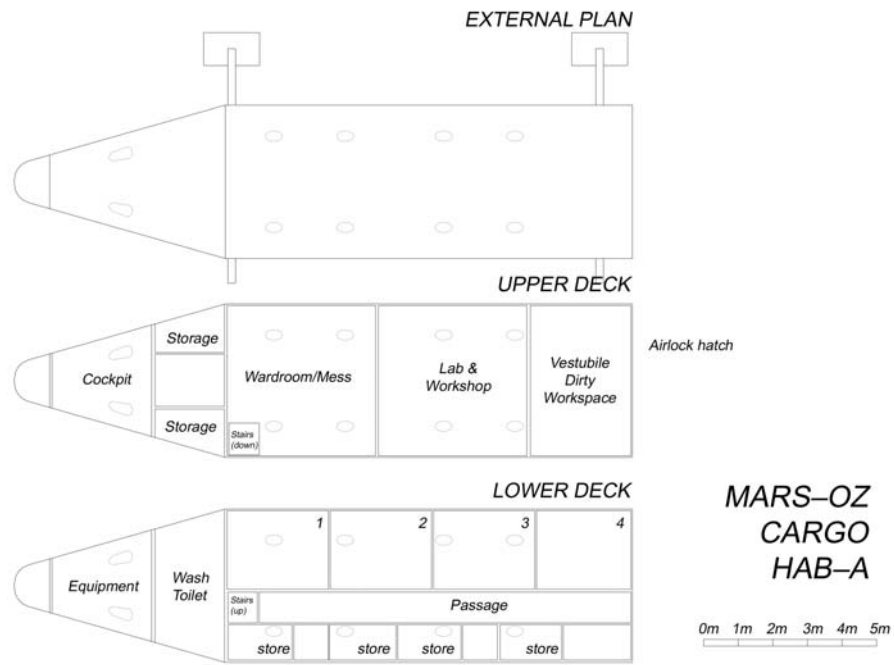 EXTERNAL PLAN
UPPER DECK
Storage
Cockpit
Wardroom/Mess
Lab &
Workshop
Vestubile
Dirty
Workspace
Airlock hatch
Storage
Stairs
(down)
LOWER DECK
1
2
3
4
Equipment
Wash
Toilet
Stairs
(up)
Passage
store
store
store
store
MARS–OZ
CARGO
HAB–A
0m 1m 2m 3m 4m 5m